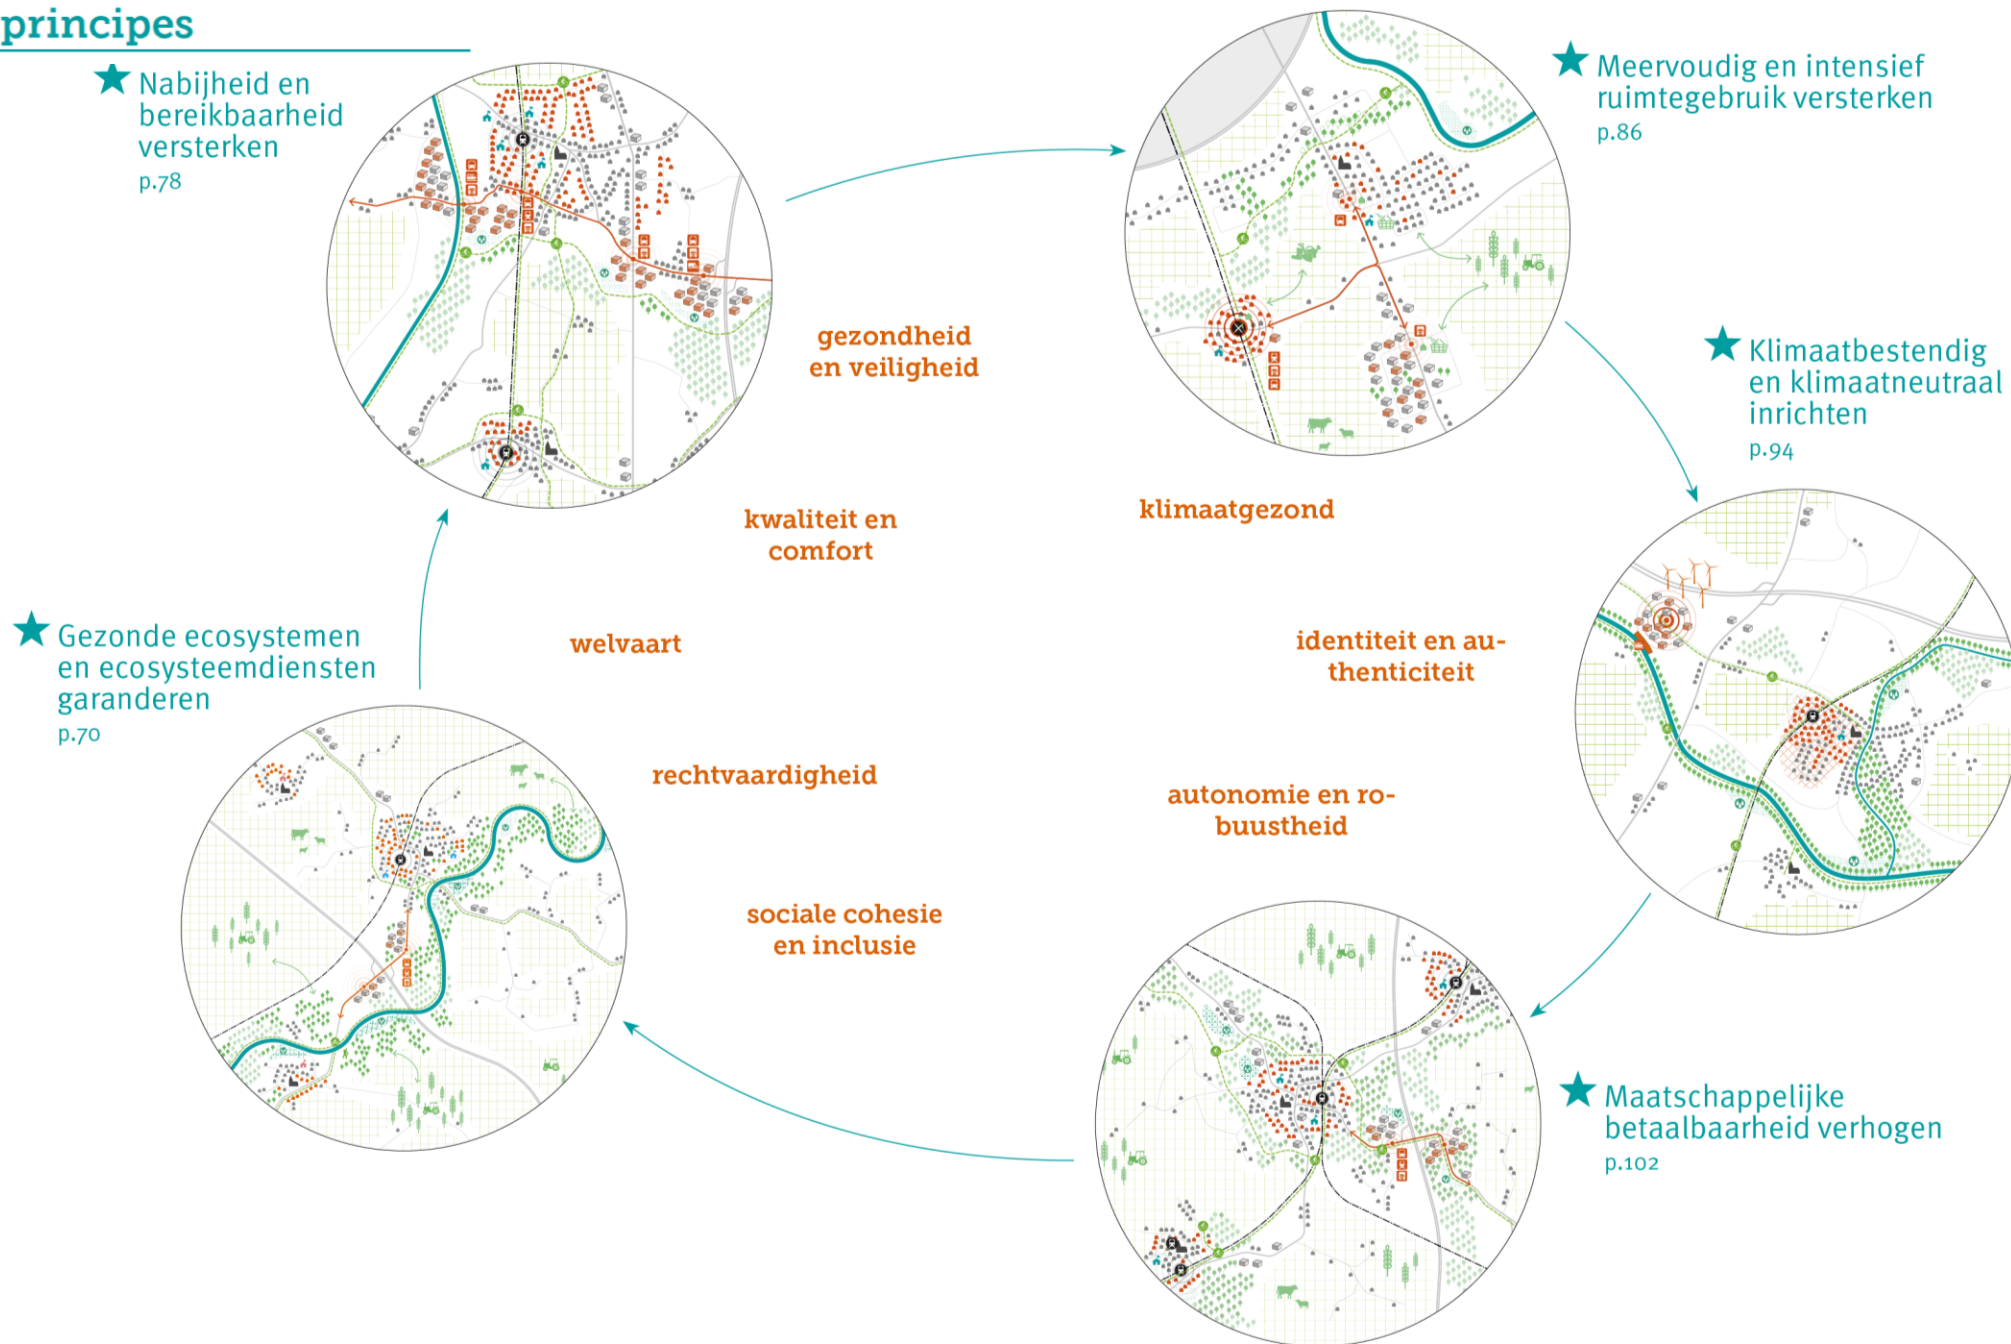 principes
Nabijheid en
bereikbaarheid
versterken
p.78
Meervoudig en intensief
ruimtegebruik versterken
p.86
Klimaatbestendig
en klimaatneutraal
inrichten
p.94
gezondheid
en veiligheid
kwaliteit en
comfort
klimaatgezond
Gezonde ecosystemen
en ecosysteemdiensten
garanderen
p.70
welvaart
identiteit en au-
thenticiteit
rechtvaardigheid
autonomie en ro-
buustheid
sociale cohesie
en inclusie
Maatschappelijke
betaalbaarheid verhogen
p.102